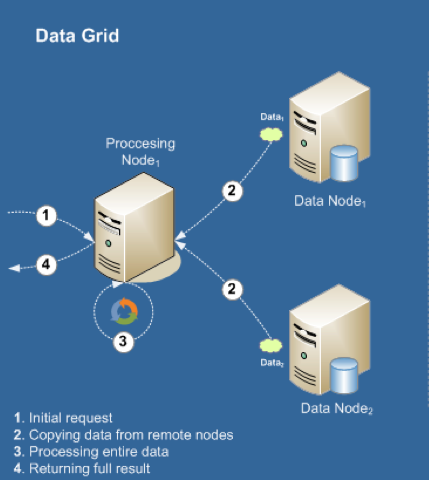 Data Grid
Data₁
Proccesing
Node₁
2
Data Node₁
1
4
2
3
Data₂
Data Node₂
1. Initial request
2. Copying data from remote nodes
3. Processing entire data
4. Returning full result